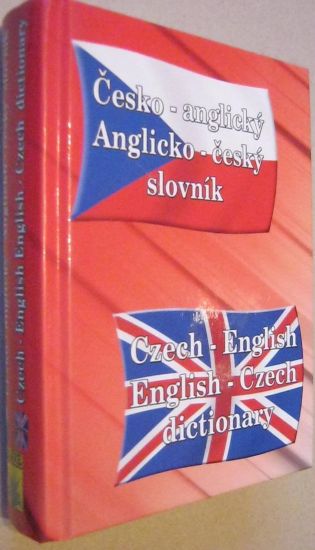 Česko - anglický
Anglicko - český
slovník
Czech - English
English - Czech
dictionary
Czech - English English - Czech dictionary